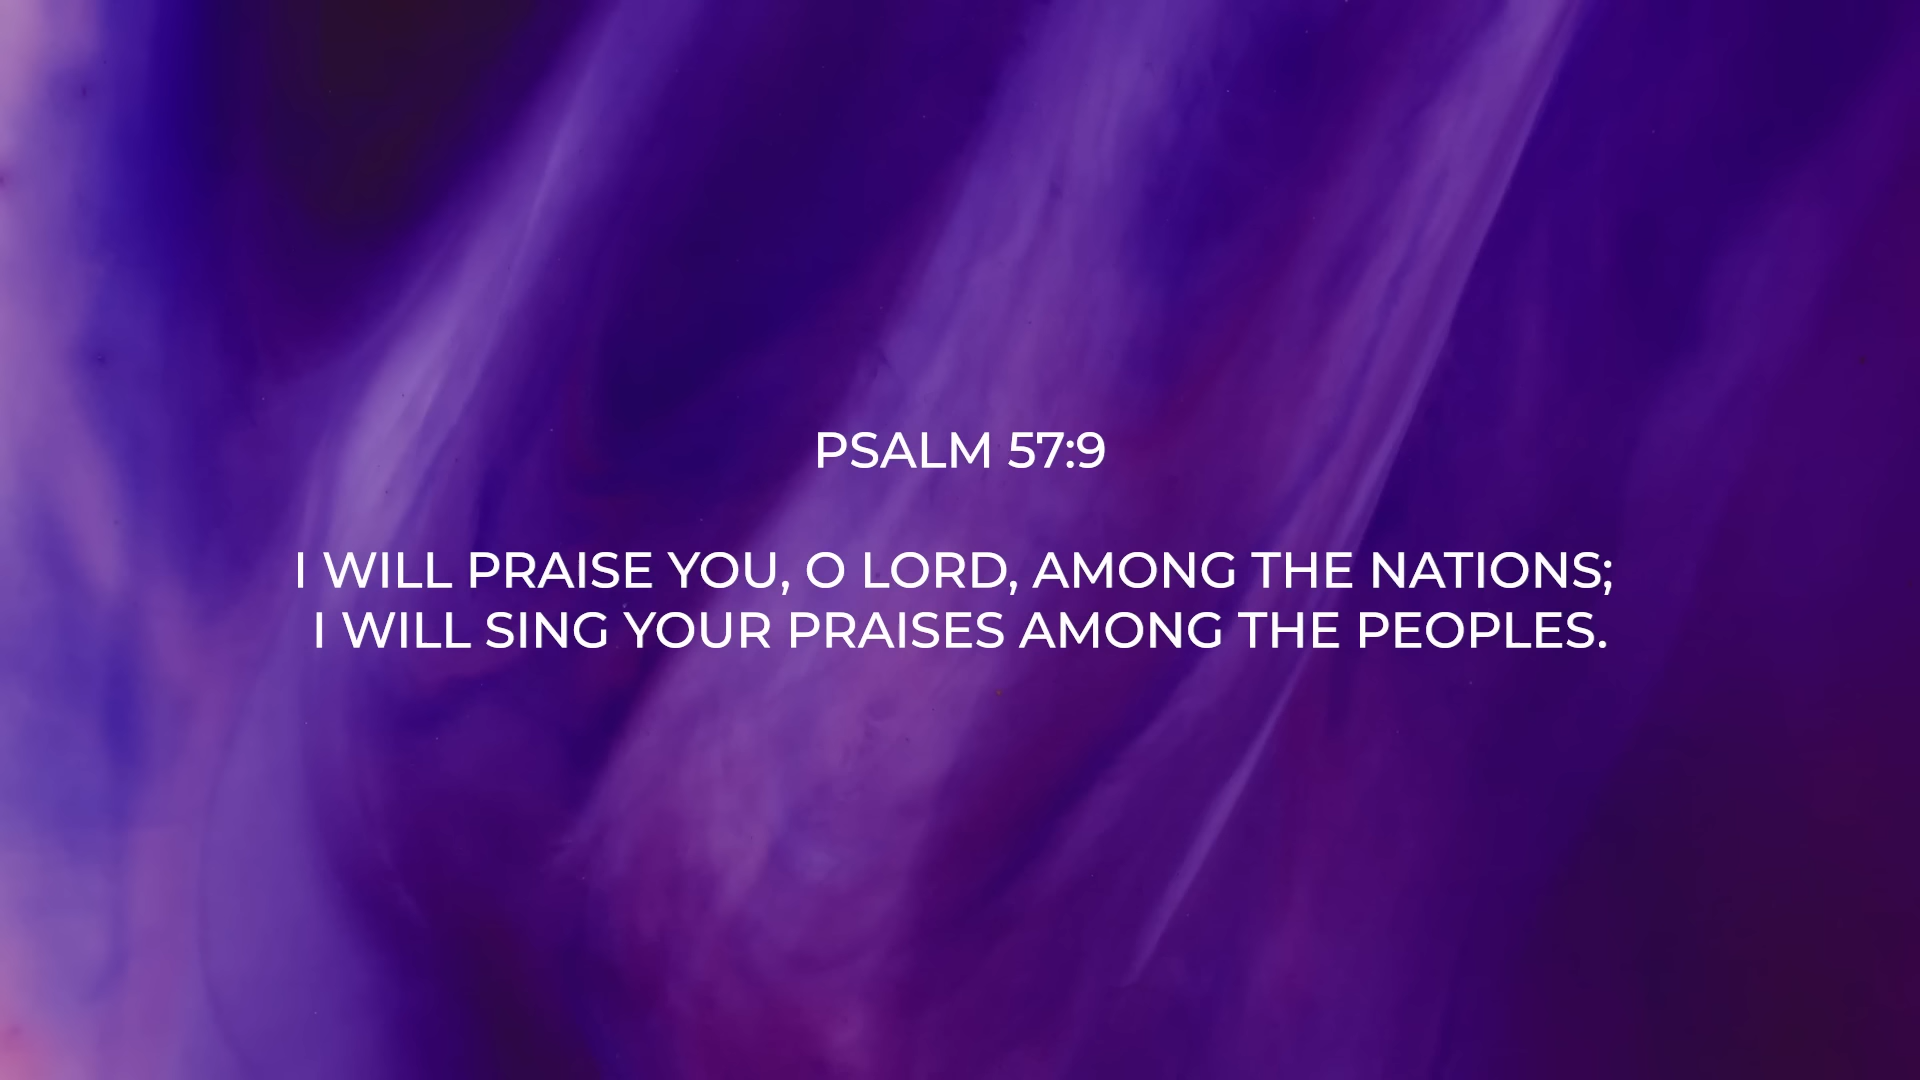 PSALM 57:9
I WILL PRAISE YOU, O LORD, AMONG THE NATIONS;
I WILL SING YOUR PRAISES AMONG THE PEOPLES.